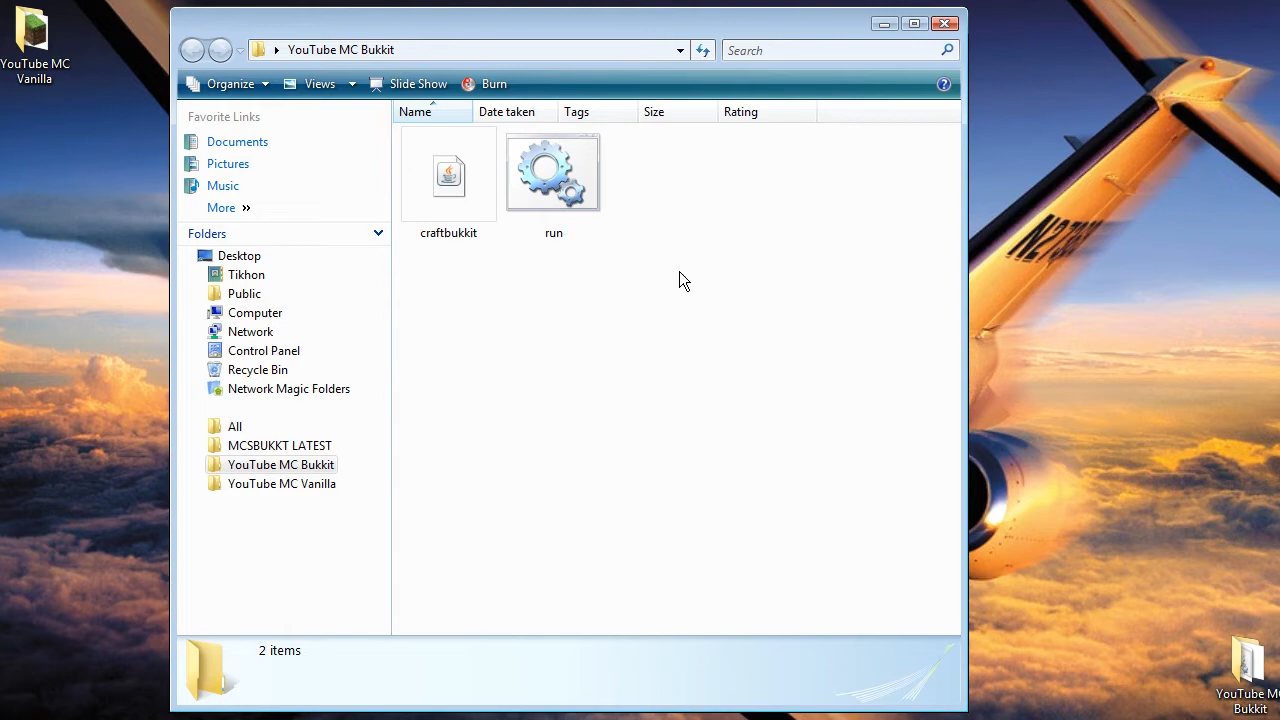 YouTube MC
Vanilla
YouTube MC Bukkit
Search
Organize Views Slide Show Burn
Favorite Links
Documents
Pictures
Music
More »
Folders
Desktop
Tikhon
Public
Computer
Network
Control Panel
Recycle Bin
Network Magic Folders
All
MCSBUKKT LATEST
YouTube MC Bukkit
YouTube MC Vanilla
Name Date taken Tags Size Rating
craftbukkit run
2 items
N27
YouTube MC
Bukkit